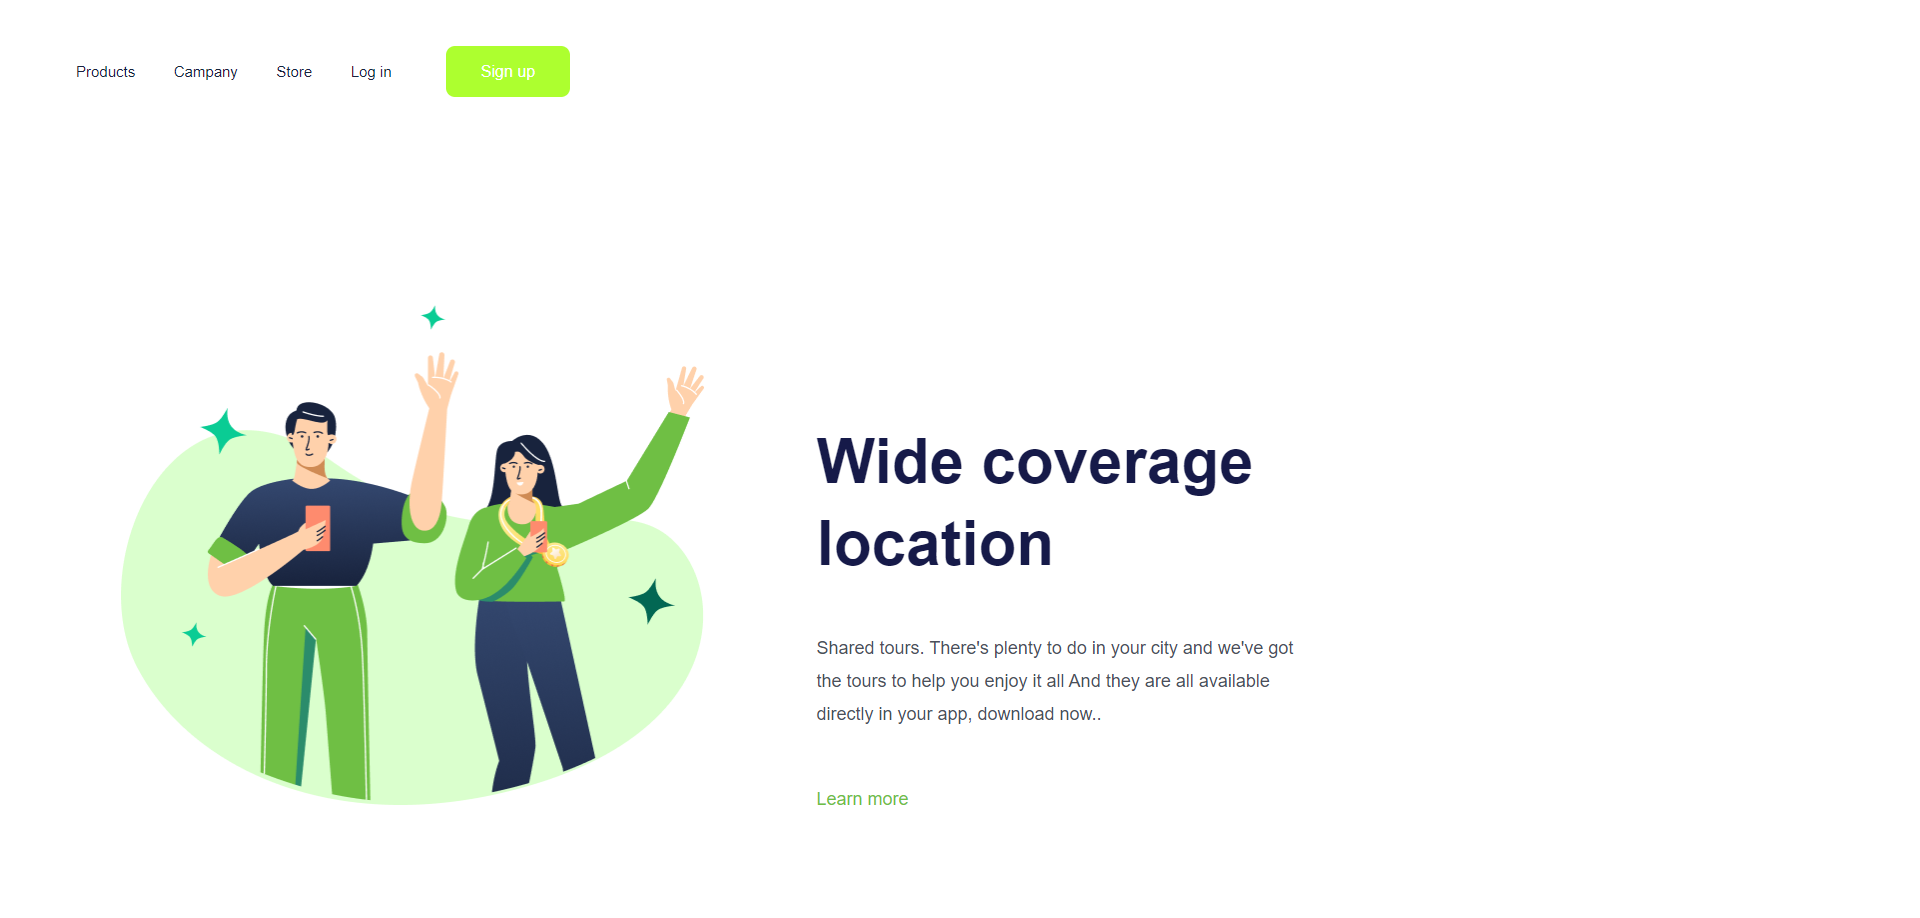 Products Campany Store Log in Sign up
Wide coverage
location
Shared tours. There's plenty to do in your city and we've got
the tours to help you enjoy it all And they are all available
directly in your app, download now..
Learn more